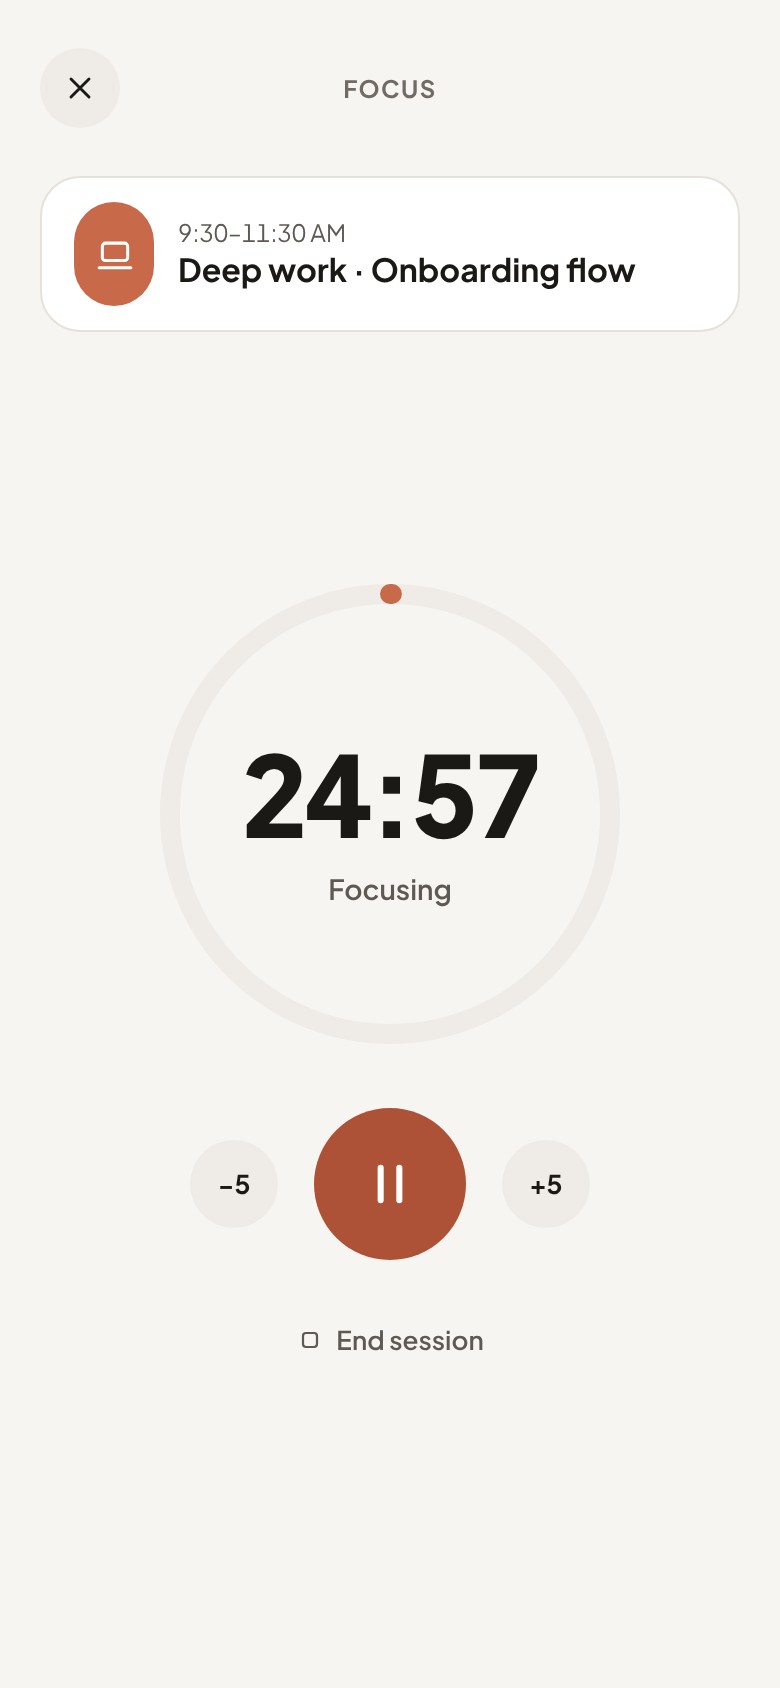 FOCUS
9:30–11:30 AM
Deep work · Onboarding flow
24:57
Focusing
−5
+5
End session